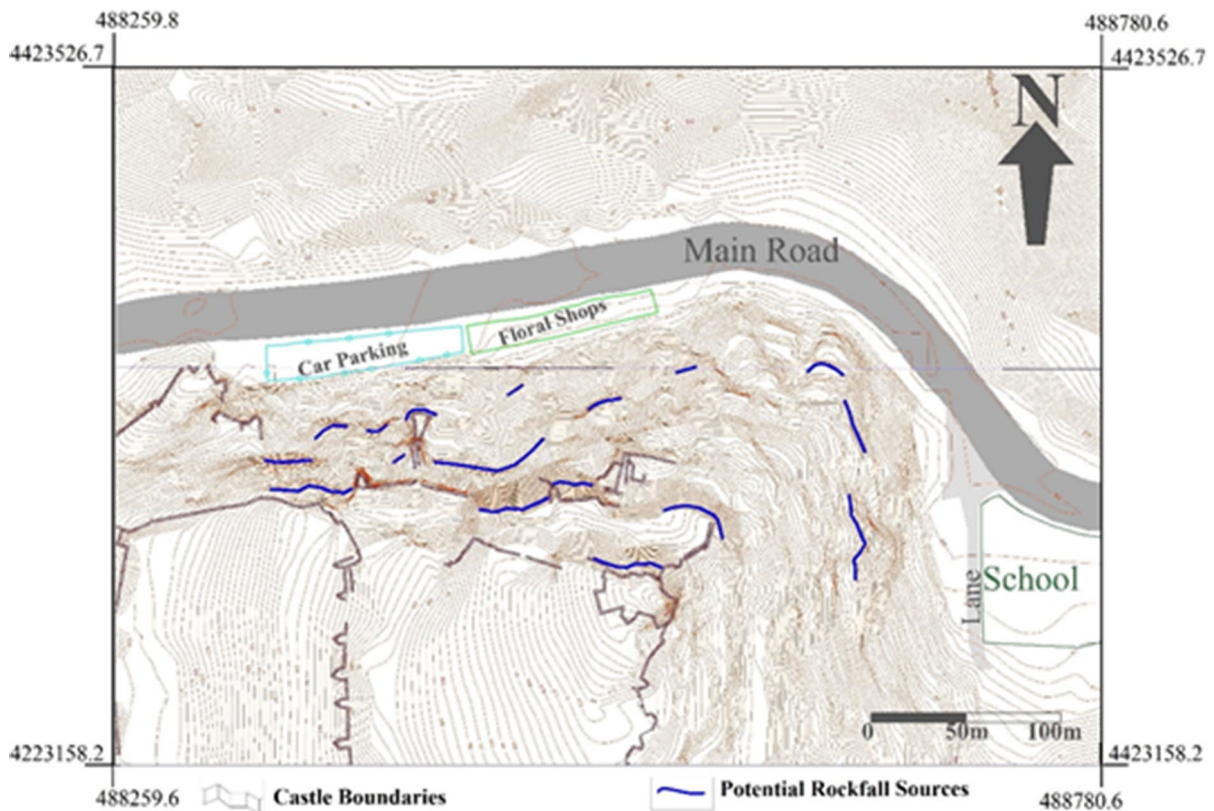 488259.8
488780.6
4423526.7
4423526.7
N
Main Road
Floral Shops
Car Parking
School
Lane
0
50m
100m
4223158.2
4423158.2
488259.6
Castle Boundaries
Potential Rockfall Sources
488780.6